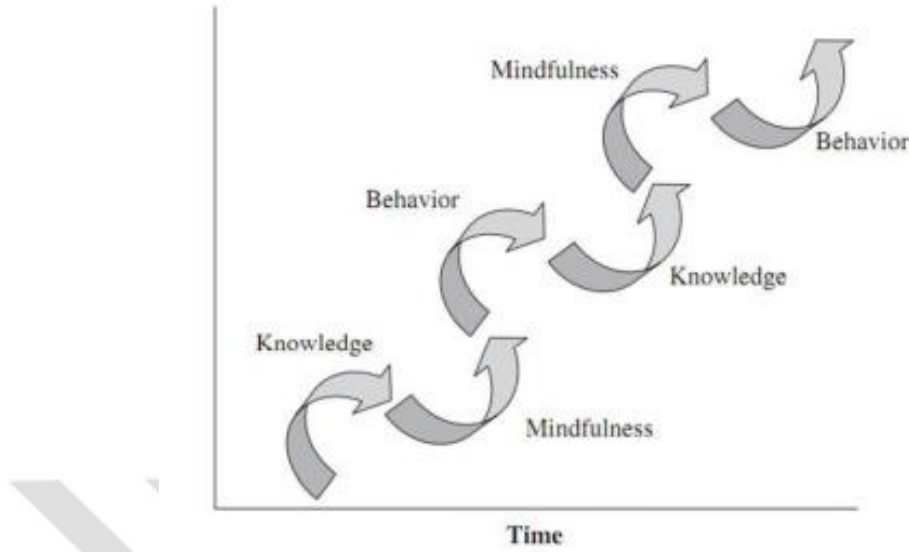 Mindfulness
Behavior
Behavior
Knowledge
Knowledge
Mindfulness
Time